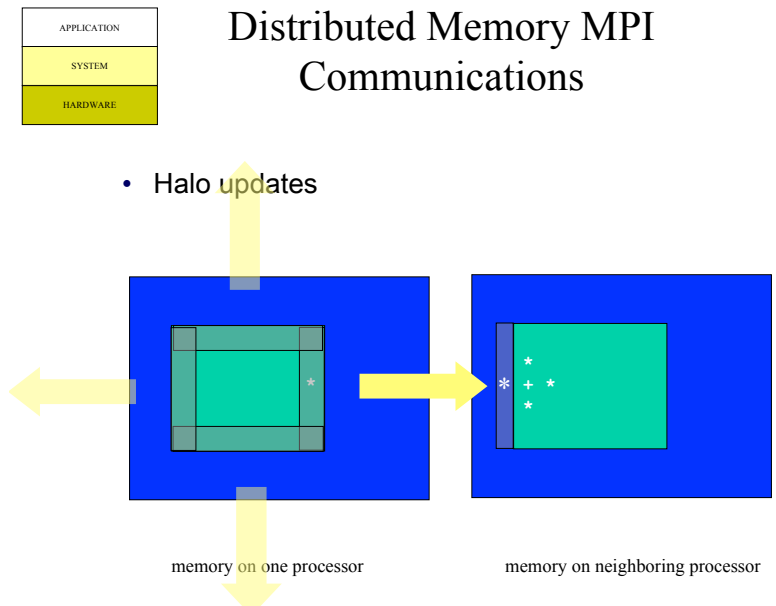 APPLICATION
SYSTEM
HARDWARE
Distributed Memory MPI
Communications
• Halo updates
*
*
* + *
*
memory on one processor
memory on neighboring processor